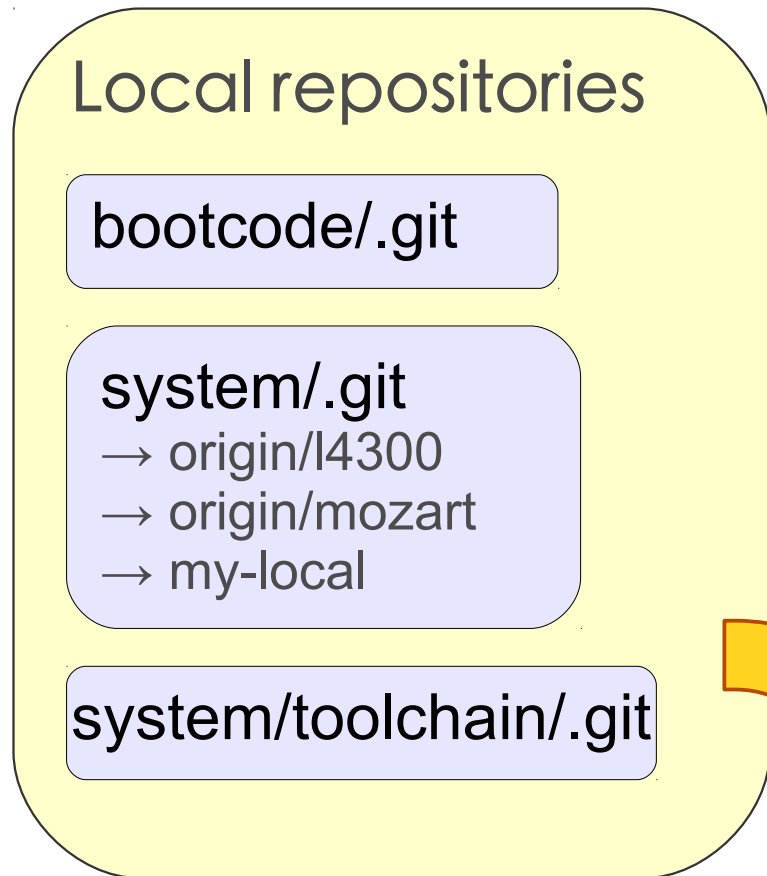 Local repositories
bootcode/.git
system/.git
→ origin/l4300
→ origin/mozart
→ my-local
system/toolchain/.git